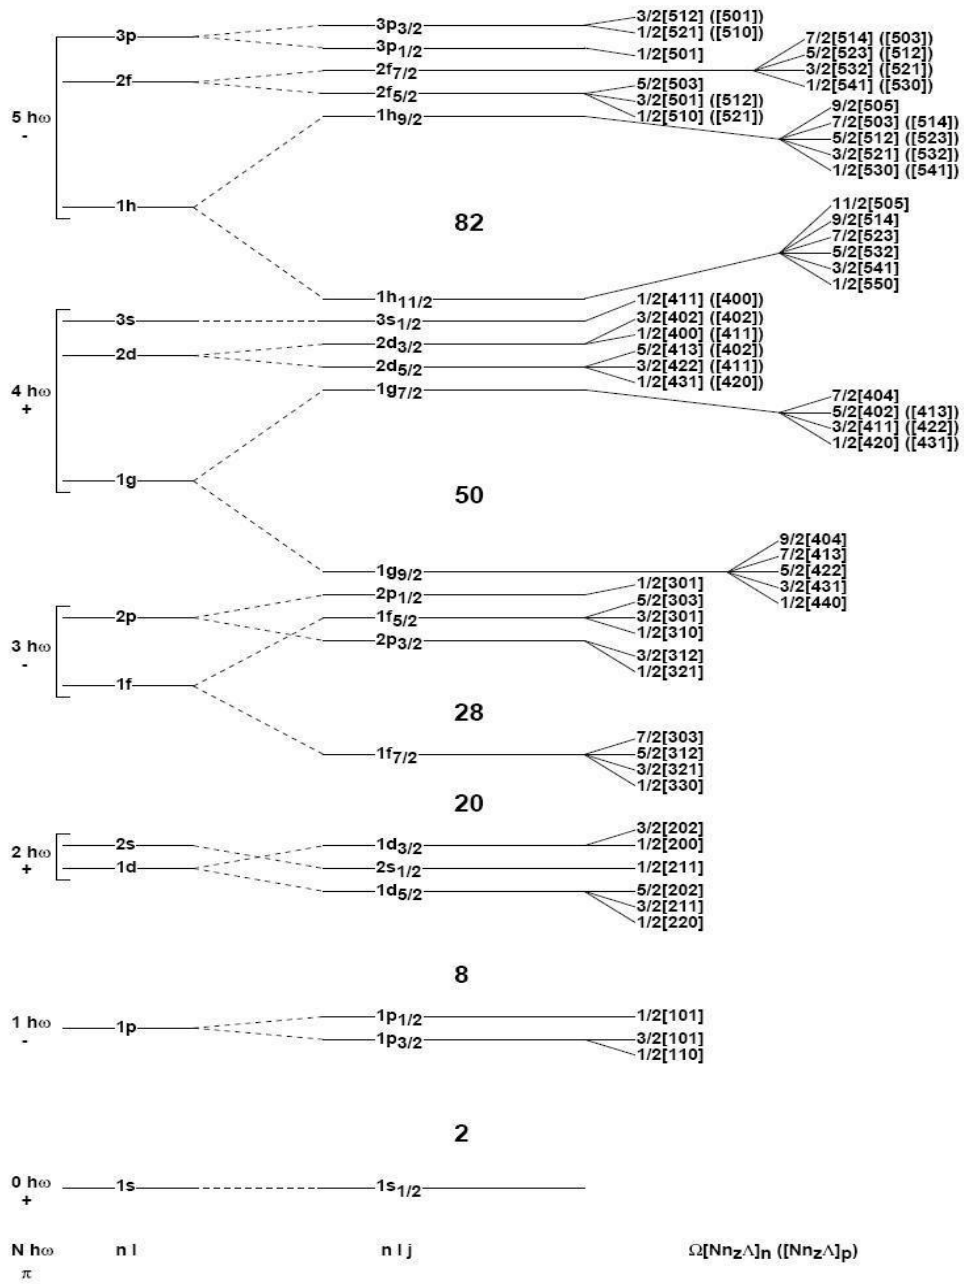 3p
3p3/2
3/2[512] ([501])
1/2[521] ([510])
3p1/2
1/2[501]
7/2[514] ([503])
5/2[523] ([512])
3/2[532] ([521])
1/2[541] ([530])
2f
2f7/2
2f5/2
5/2[503]
3/2[501] ([512])
1/2[510] ([521])
5 hω
-
1h9/2
9/2[505]
7/2[503] ([514])
5/2[512] ([523])
3/2[521] ([532])
1/2[530] ([541])
1h
82
11/2[505]
9/2[514]
7/2[523]
5/2[532]
3/2[541]
1/2[550]
1h11/2
3s
3s1/2
1/2[411] ([400])
2d
2d3/2
3/2[402] ([402])
1/2[400] ([411])
2d5/2
5/2[413] ([402])
3/2[422] ([411])
1/2[431] ([420])
4 hω
+
1g7/2
7/2[404]
5/2[402] ([413])
3/2[411] ([422])
1/2[420] ([431])
1g
50
1g9/2
9/2[404]
7/2[413]
5/2[422]
3/2[431]
1/2[440]
2p1/2
1/2[301]
2p
1f5/2
5/2[303]
3/2[301]
1/2[310]
3 hω
-
2p3/2
3/2[312]
1/2[321]
1f
28
1f7/2
7/2[303]
5/2[312]
3/2[321]
1/2[330]
20
2 hω
+
2s
1d
1d3/2
3/2[202]
1/2[200]
2s1/2
1/2[211]
1d5/2
5/2[202]
3/2[211]
1/2[220]
8
1 hω
-
1p
1p1/2
1/2[101]
1p3/2
3/2[101]
1/2[110]
2
0 hω
+
1s
1s1/2
N hω
π
n l
n l j
Ω[NnzΛ]n ([NnzΛ]p)